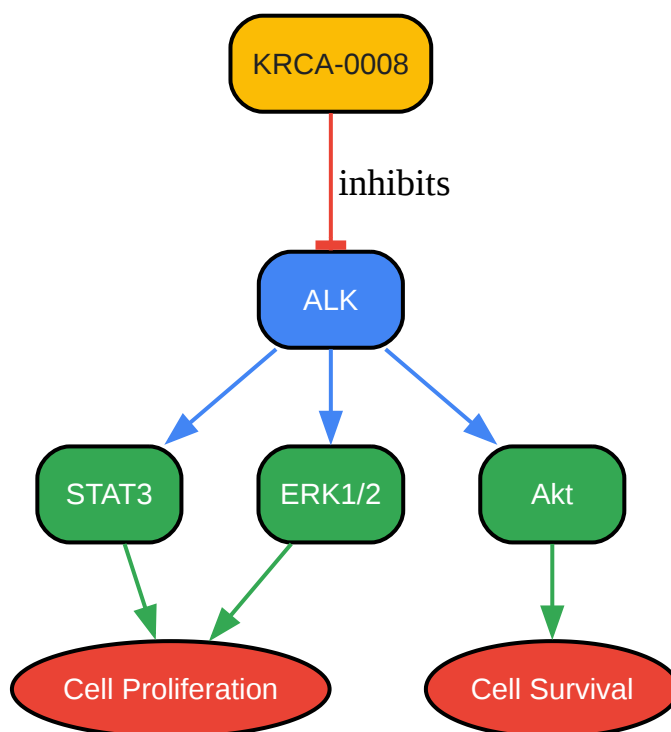 KRCA-0008
inhibits
ALK
STAT3
ERK1/2
Akt
Cell Proliferation
Cell Survival